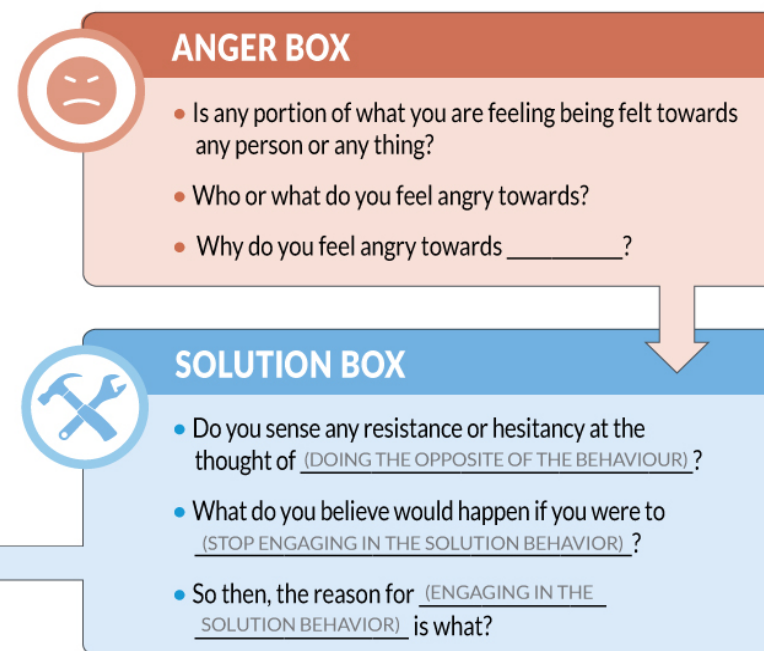 ANGER BOX
• Is any portion of what you are feeling being felt towards
any person or any thing?
• Who or what do you feel angry towards?
• Why do you feel angry towards __________?
SOLUTION BOX
• Do you sense any resistance or hesitancy at the
thought of (DOING THE OPPOSITE OF THE BEHAVIOUR)?
• What do you believe would happen if you were to
(STOP ENGAGING IN THE SOLUTION BEHAVIOR)?
• So then, the reason for (ENGAGING IN THE
SOLUTION BEHAVIOR) is what?